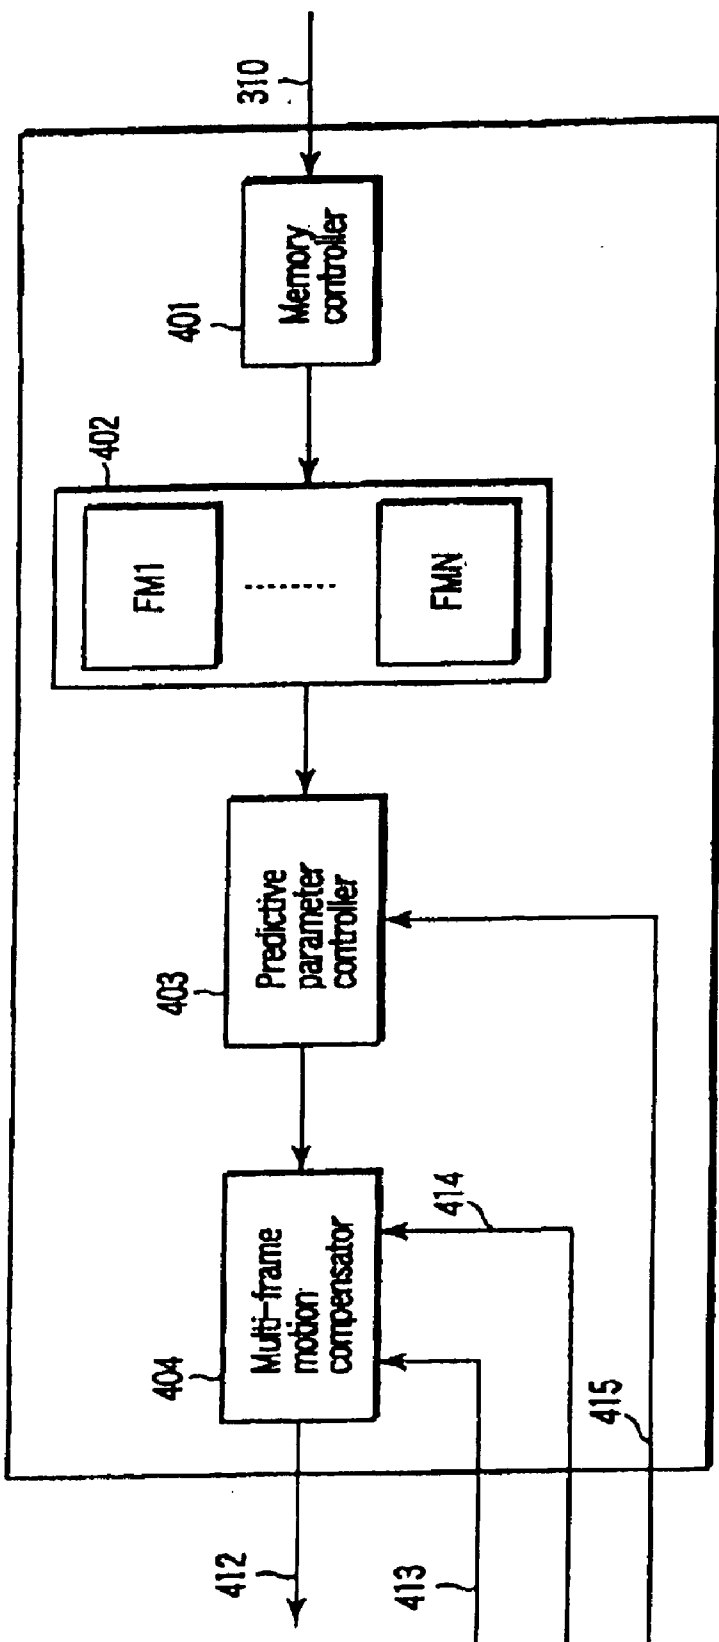 310
401
Memory
controller
402
FM1
FMN
403
Predictive
parameter
controller
404
Multi-frame
motion
compensator
414
415
412
413